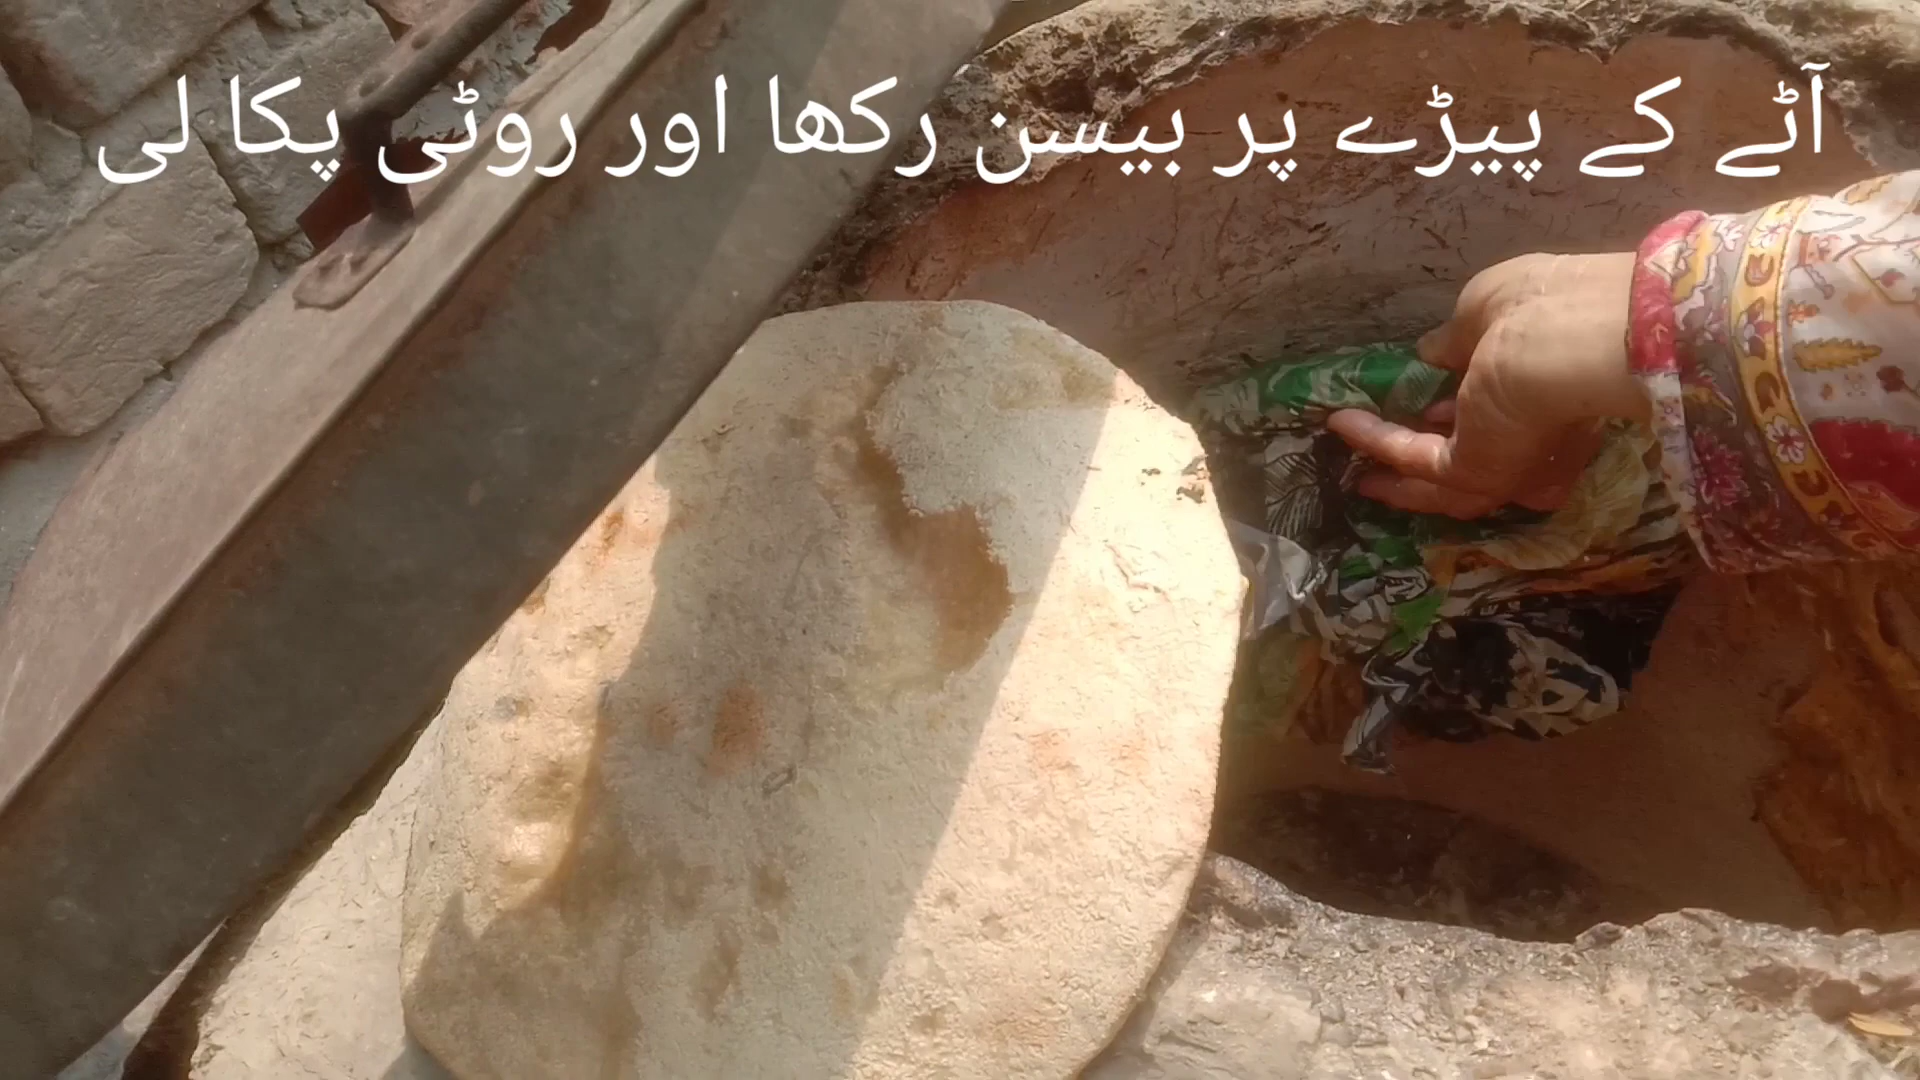 آٹے کے پیڑے پر بیسن رکھا اور روٹی پکا لی